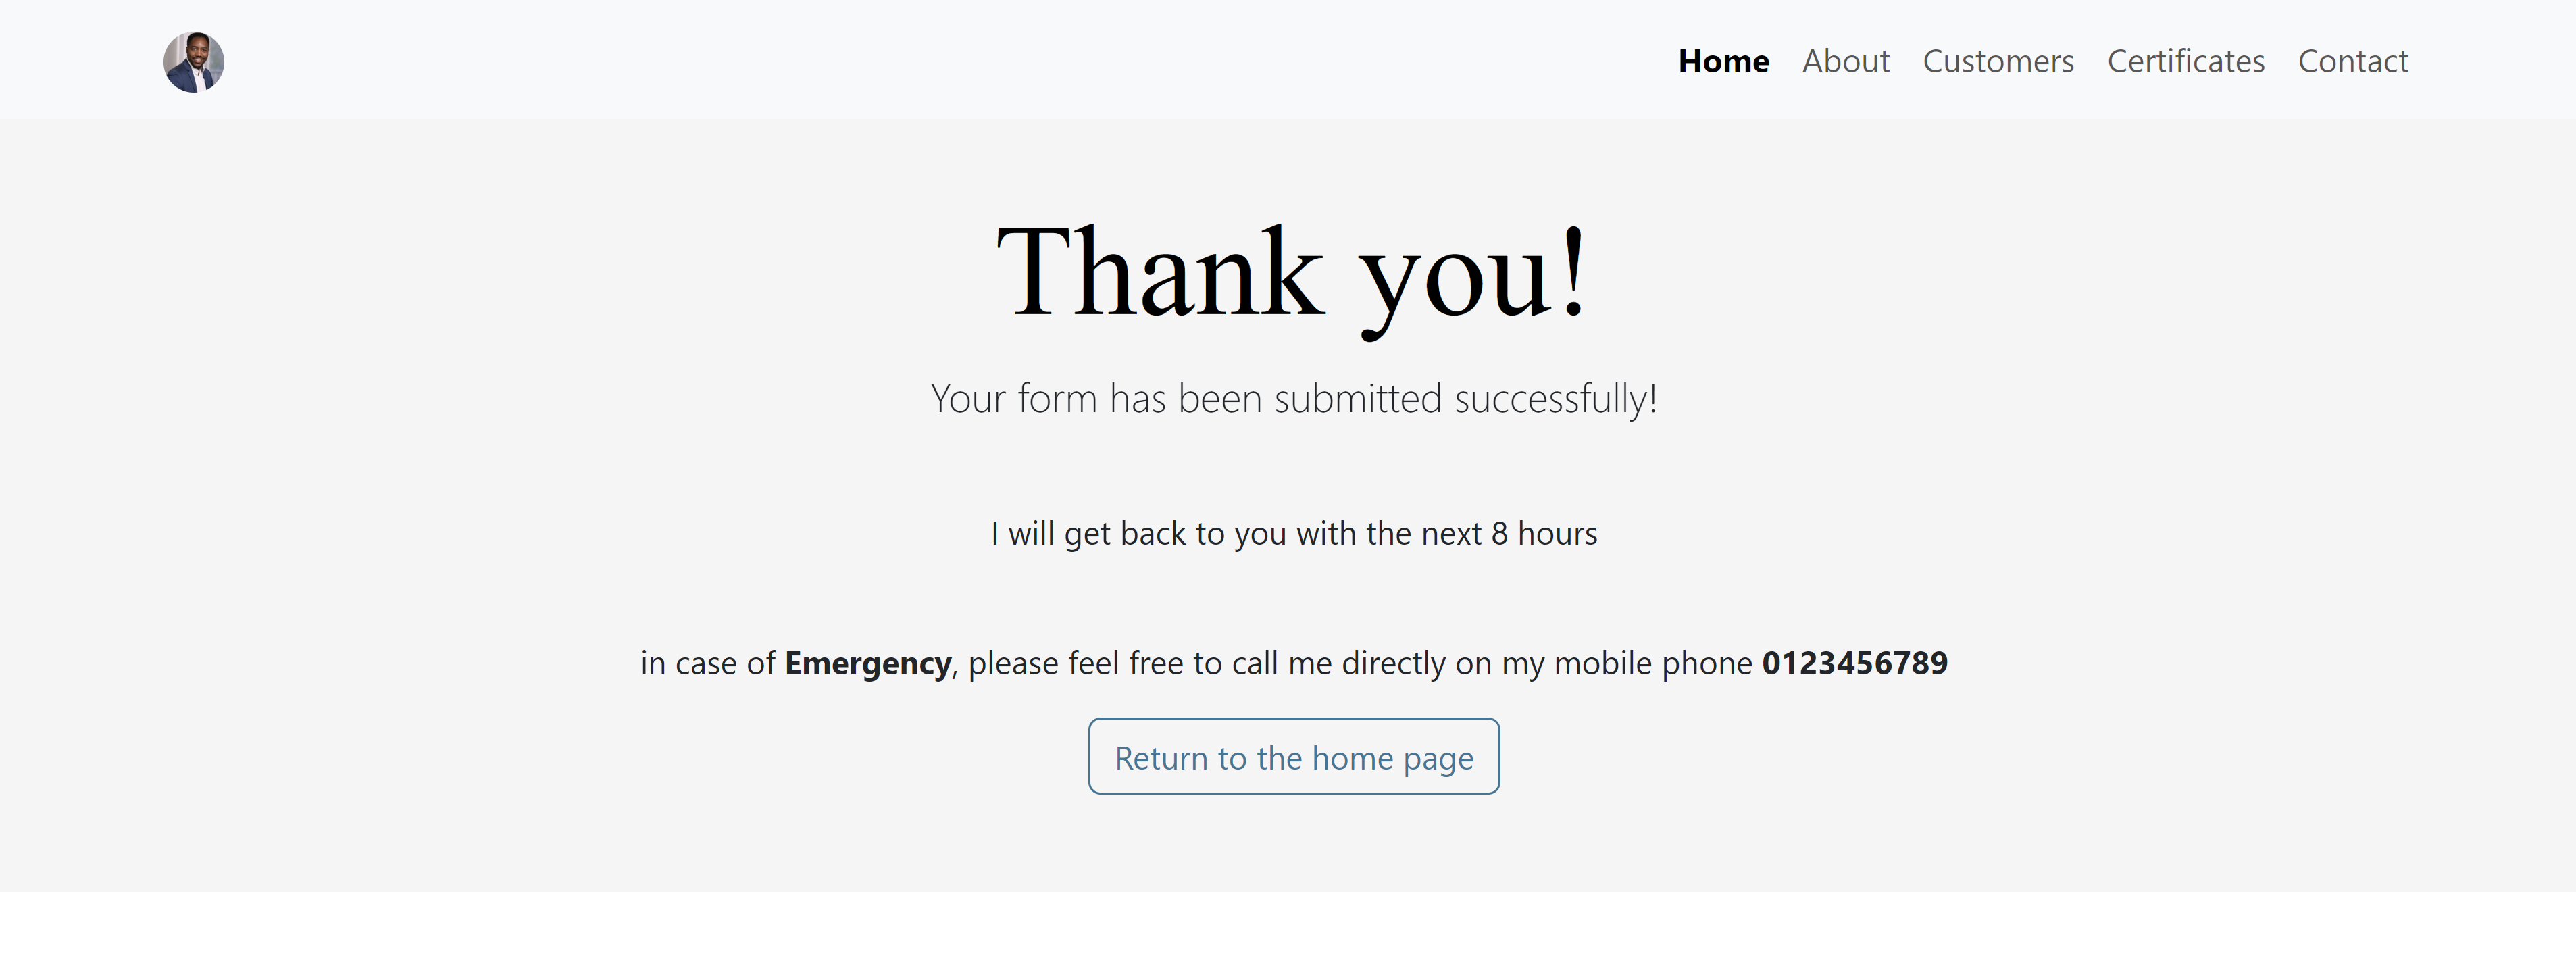 Home About Customers Certificates Contact
Thank you!
Your form has been submitted successfully!
I will get back to you with the next 8 hours
in case of Emergency, please feel free to call me directly on my mobile phone 0123456789
Return to the home page